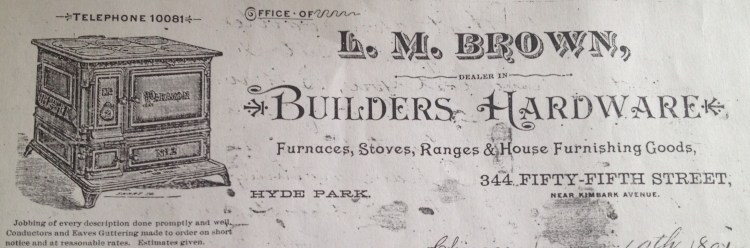 TELEPHONE 10081
OFFICE OF
L. M. BROWN,
DEALER IN
BUILDERS HARDWARE
Furnaces, Stoves, Ranges & House Furnishing Goods,
344 FIFTY-FIFTH STREET,
HYDE PARK.
NEAR KIMBARK AVENUE.
Jobbing of every description done promptly and well.
Conductors and Eaves Guttering made to order on short
notice and at reasonable rates. Estimates given.